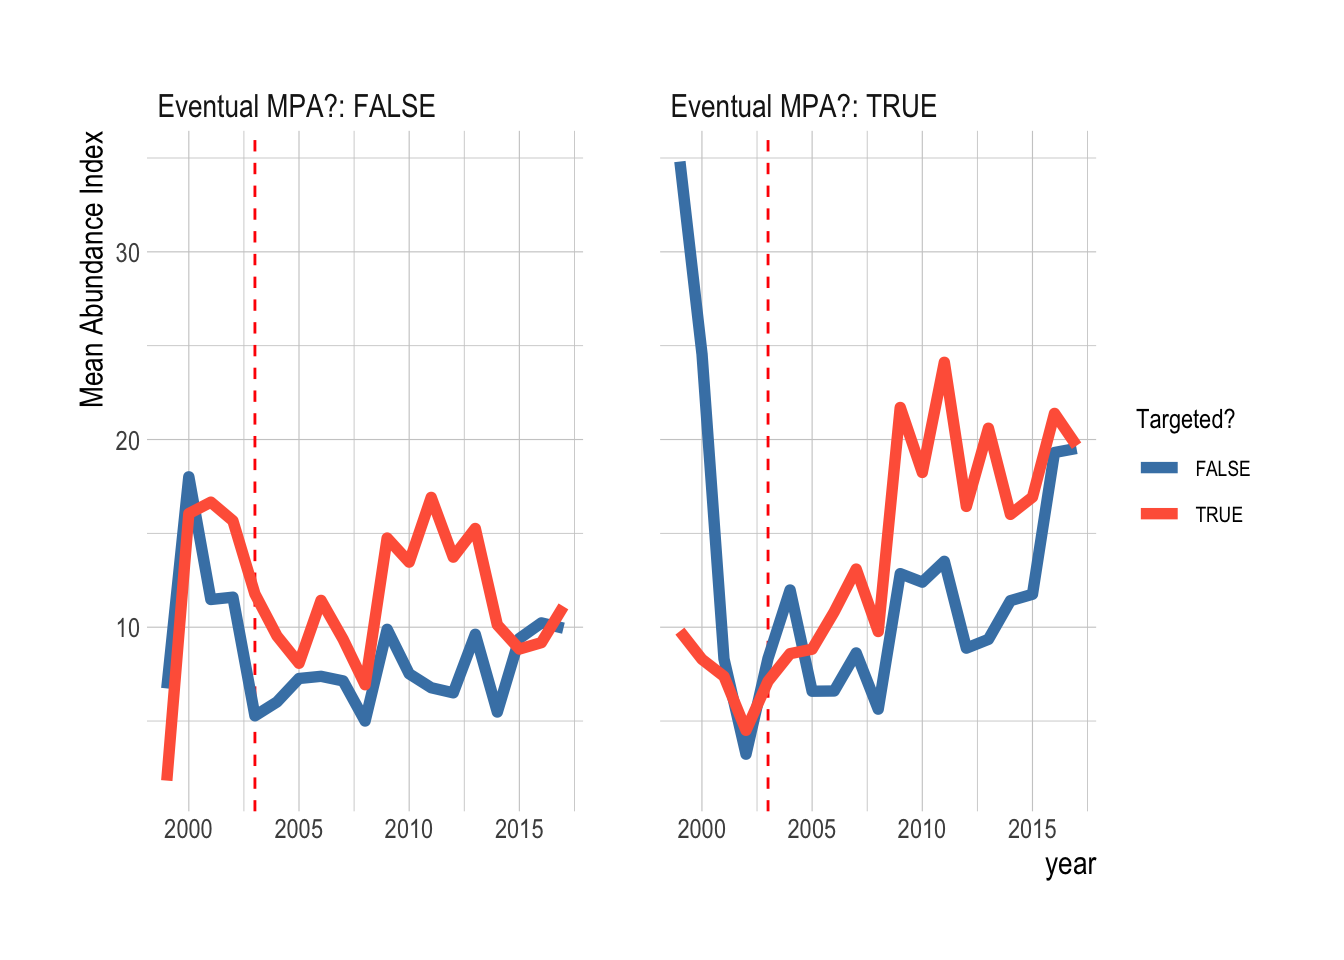 Eventual MPA?: FALSE
Eventual MPA?: TRUE
Mean Abundance Index
30
20
10
2000 2005 2010 2015
2000 2005 2010 2015
year
Targeted?
FALSE
TRUE